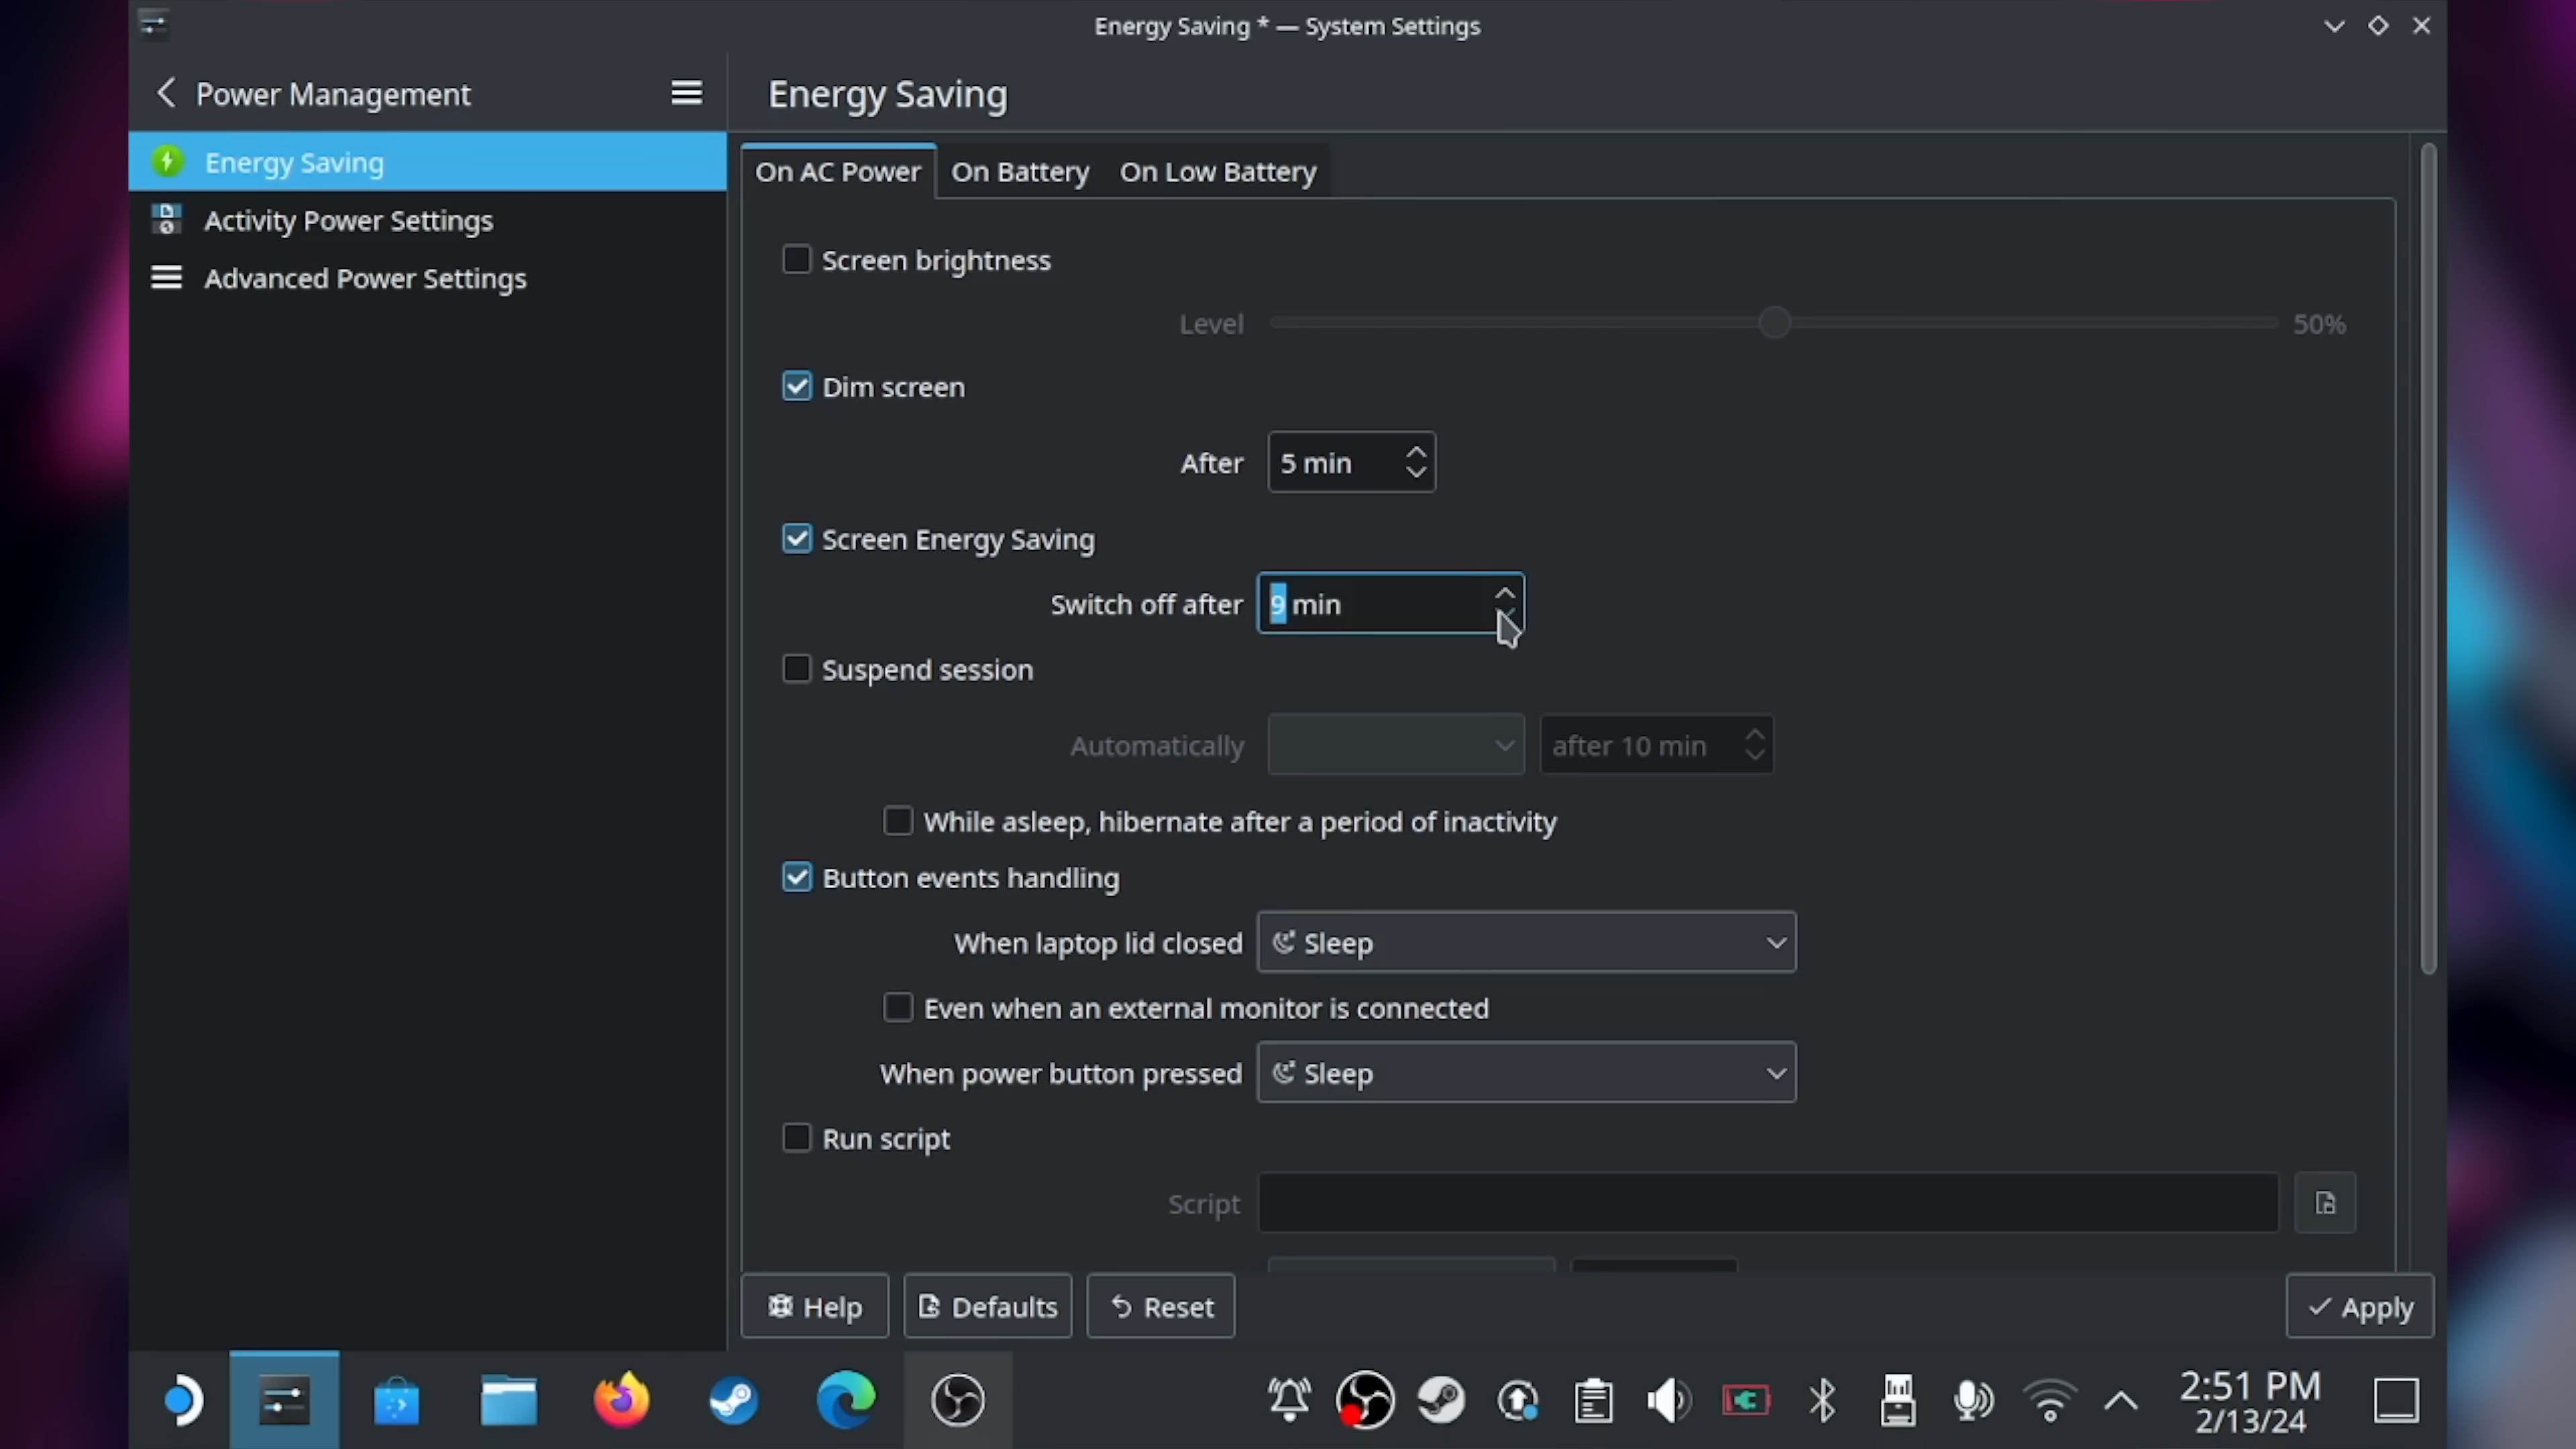 Energy Saving * — System Settings
Power Management
Energy Saving
Activity Power Settings
Advanced Power Settings
Energy Saving
On AC Power On Battery On Low Battery
Screen brightness
Level 50%
Dim screen
After 5 min
Screen Energy Saving
Switch off after 9 min
Suspend session
Automatically after 10 min
While asleep, hibernate after a period of inactivity
Button events handling
When laptop lid closed Sleep
Even when an external monitor is connected
When power button pressed Sleep
Run script
Script
Help Defaults Reset Apply
2:51 PM
2/13/24